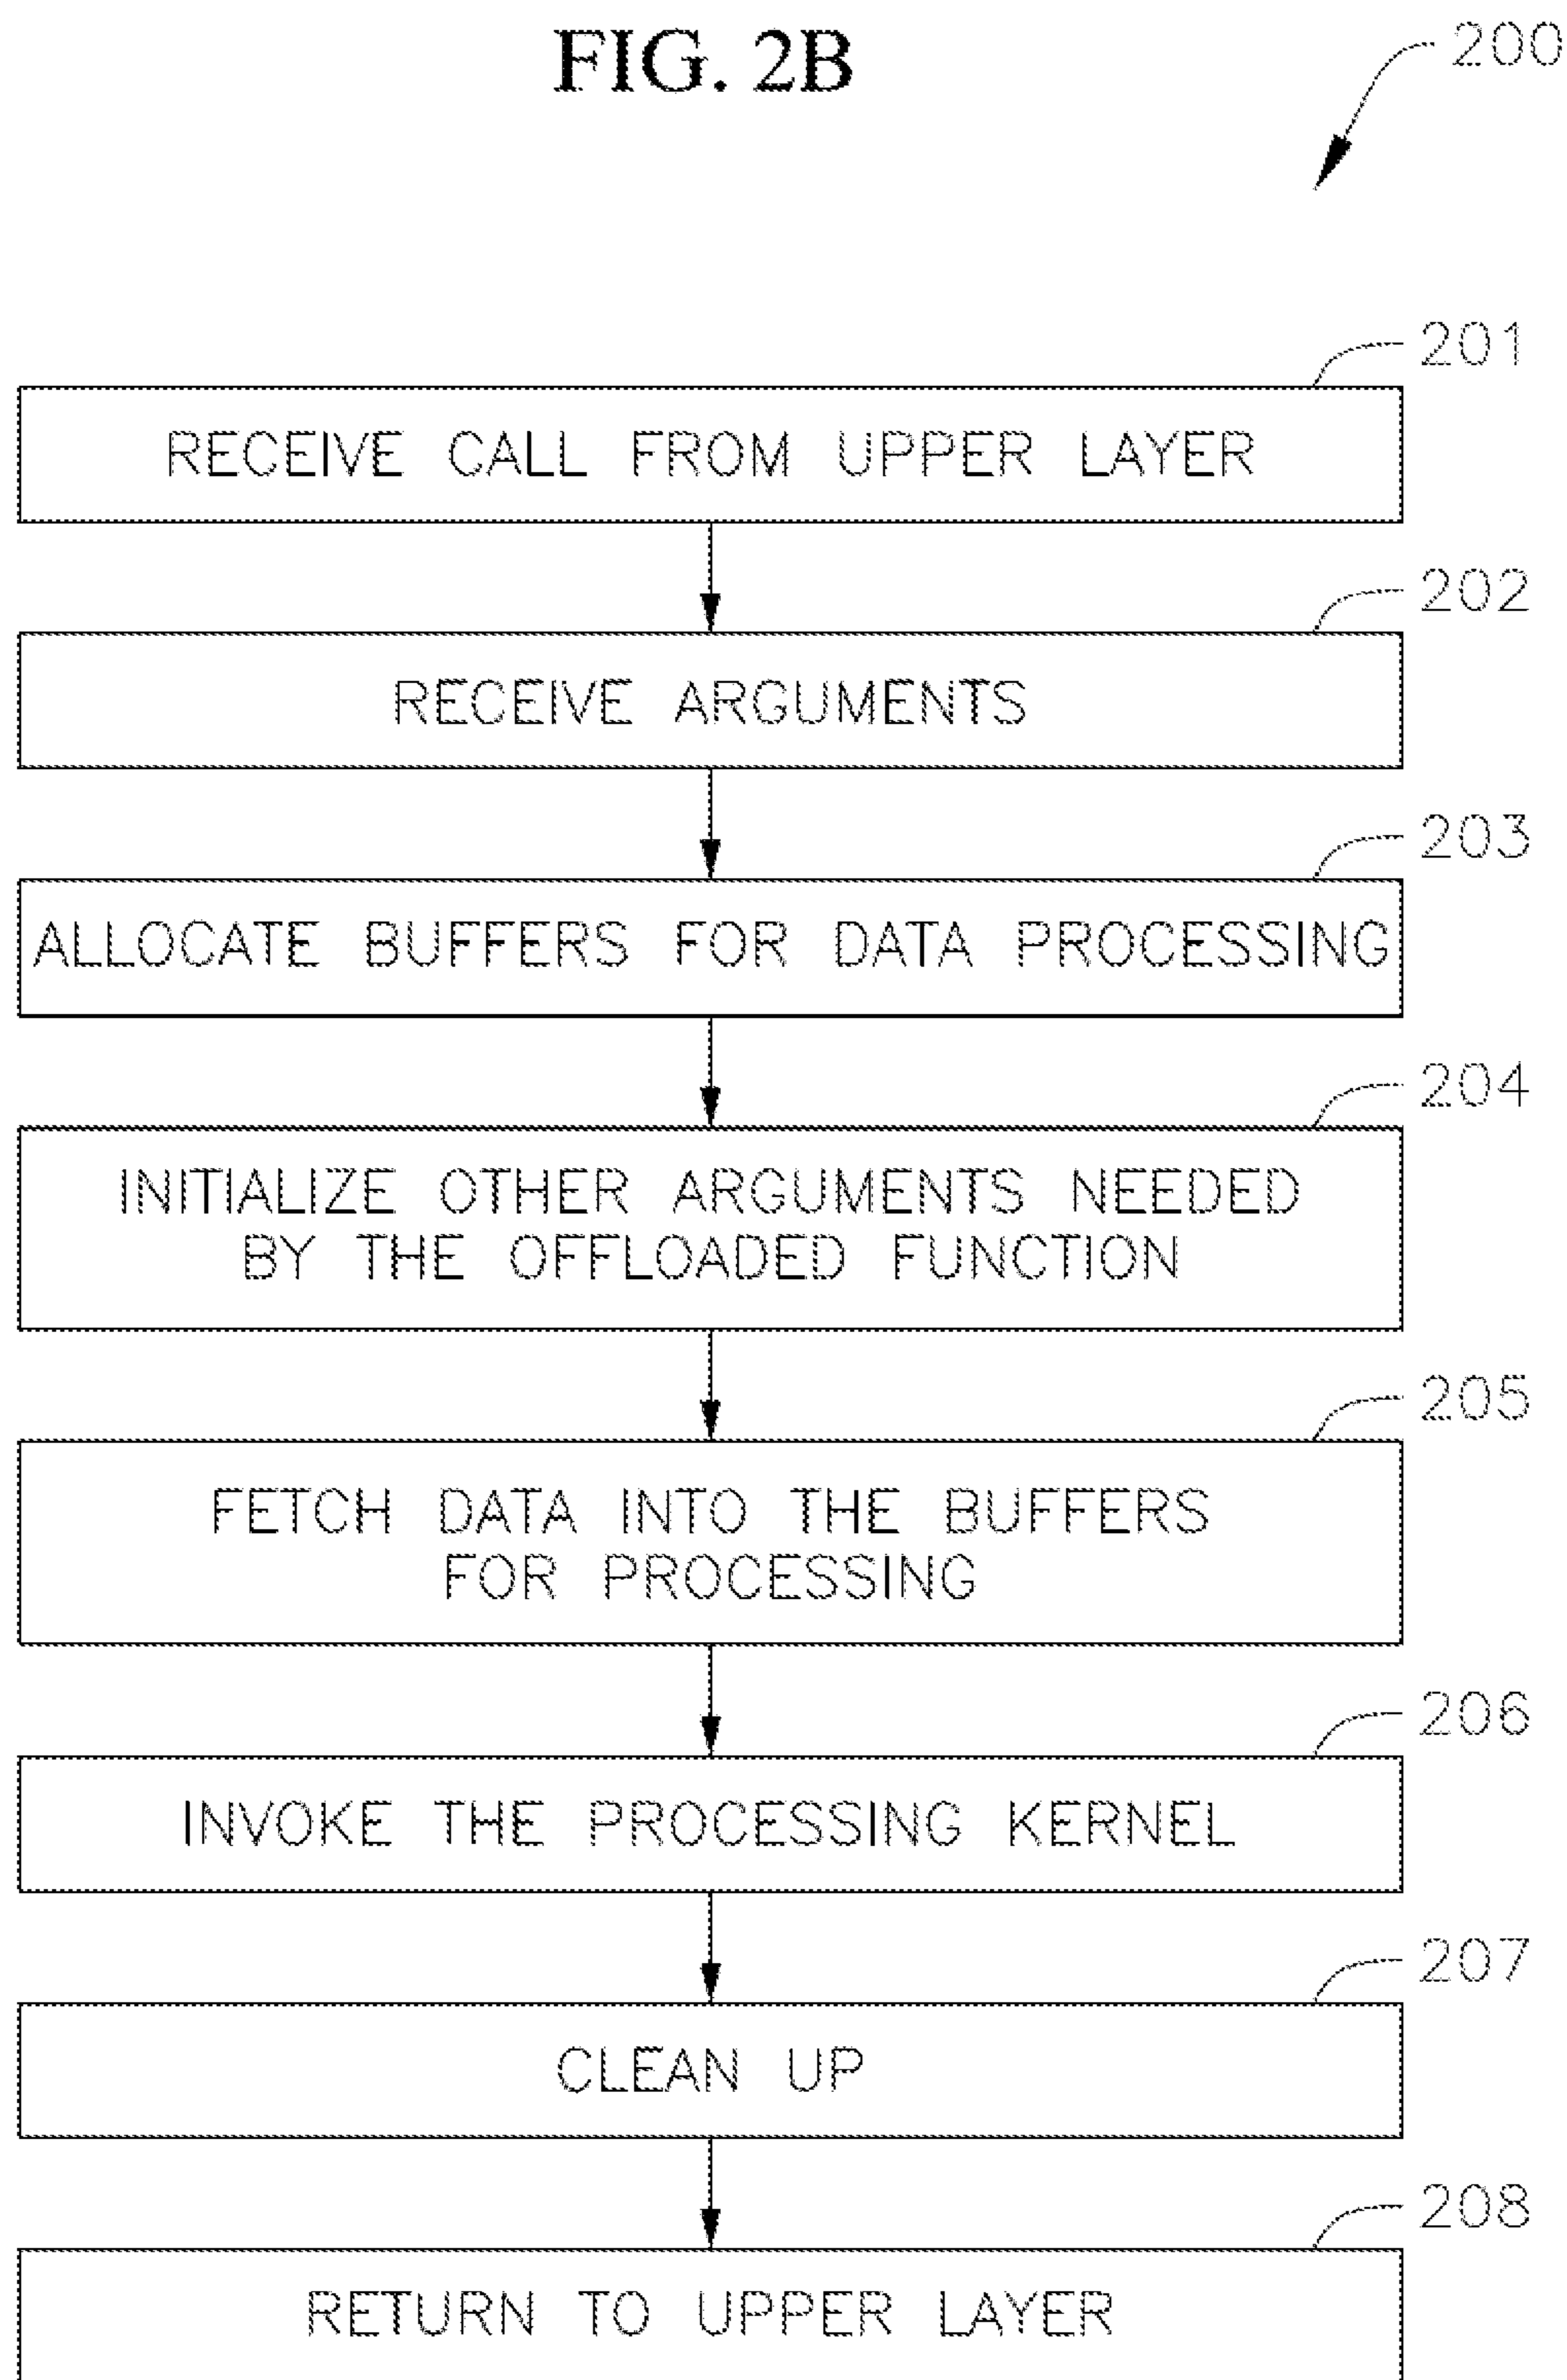 FIG. 2B
200
201
RECEIVE CALL FROM UPPER LAYER
202
RECEIVE ARGUMENTS
203
ALLOCATE BUFFERS FOR DATA PROCESSING
204
INITIALIZE OTHER ARGUMENTS NEEDED
BY THE OFFLOADED FUNCTION
205
FETCH DATA INTO THE BUFFERS
FOR PROCESSING
206
INVOKE THE PROCESSING KERNEL
207
CLEAN UP
208
RETURN TO UPPER LAYER